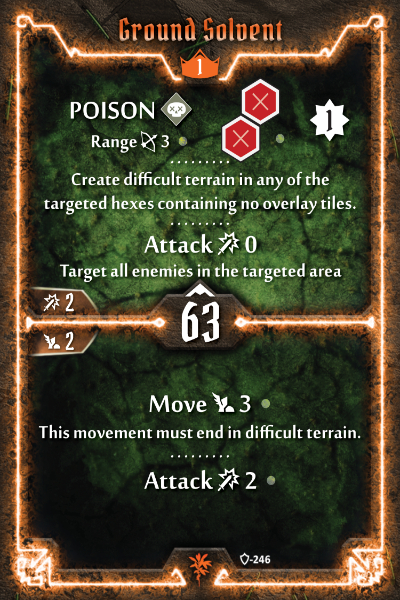 Ground Solvent
1
POISON
Range 3
1
Create difficult terrain in any of the
targeted hexes containing no overlay tiles.
Attack 0
Target all enemies in the targeted area
2
63
2
Move 3
This movement must end in difficult terrain.
Attack 2
-246